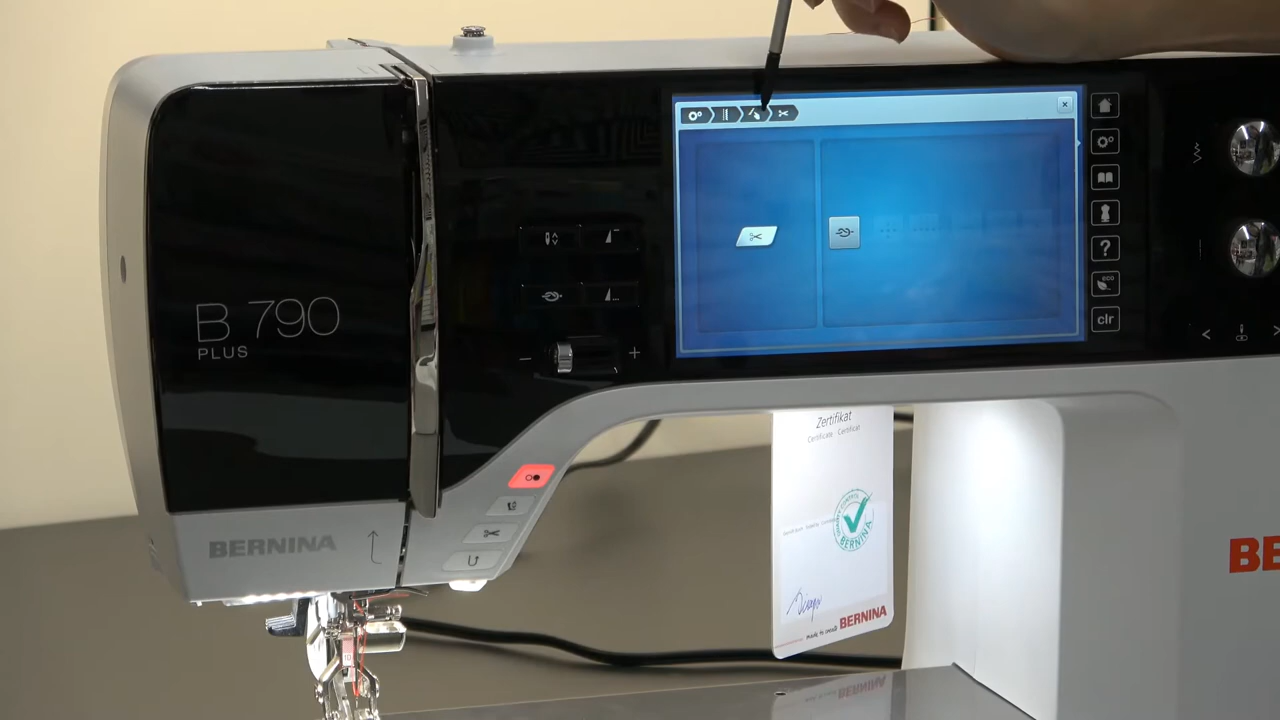 B 790
PLUS
BERNINA
eco
clr
Zertifikat
Certificate · Certificat
BERNINA
made to create BERNINA
BE